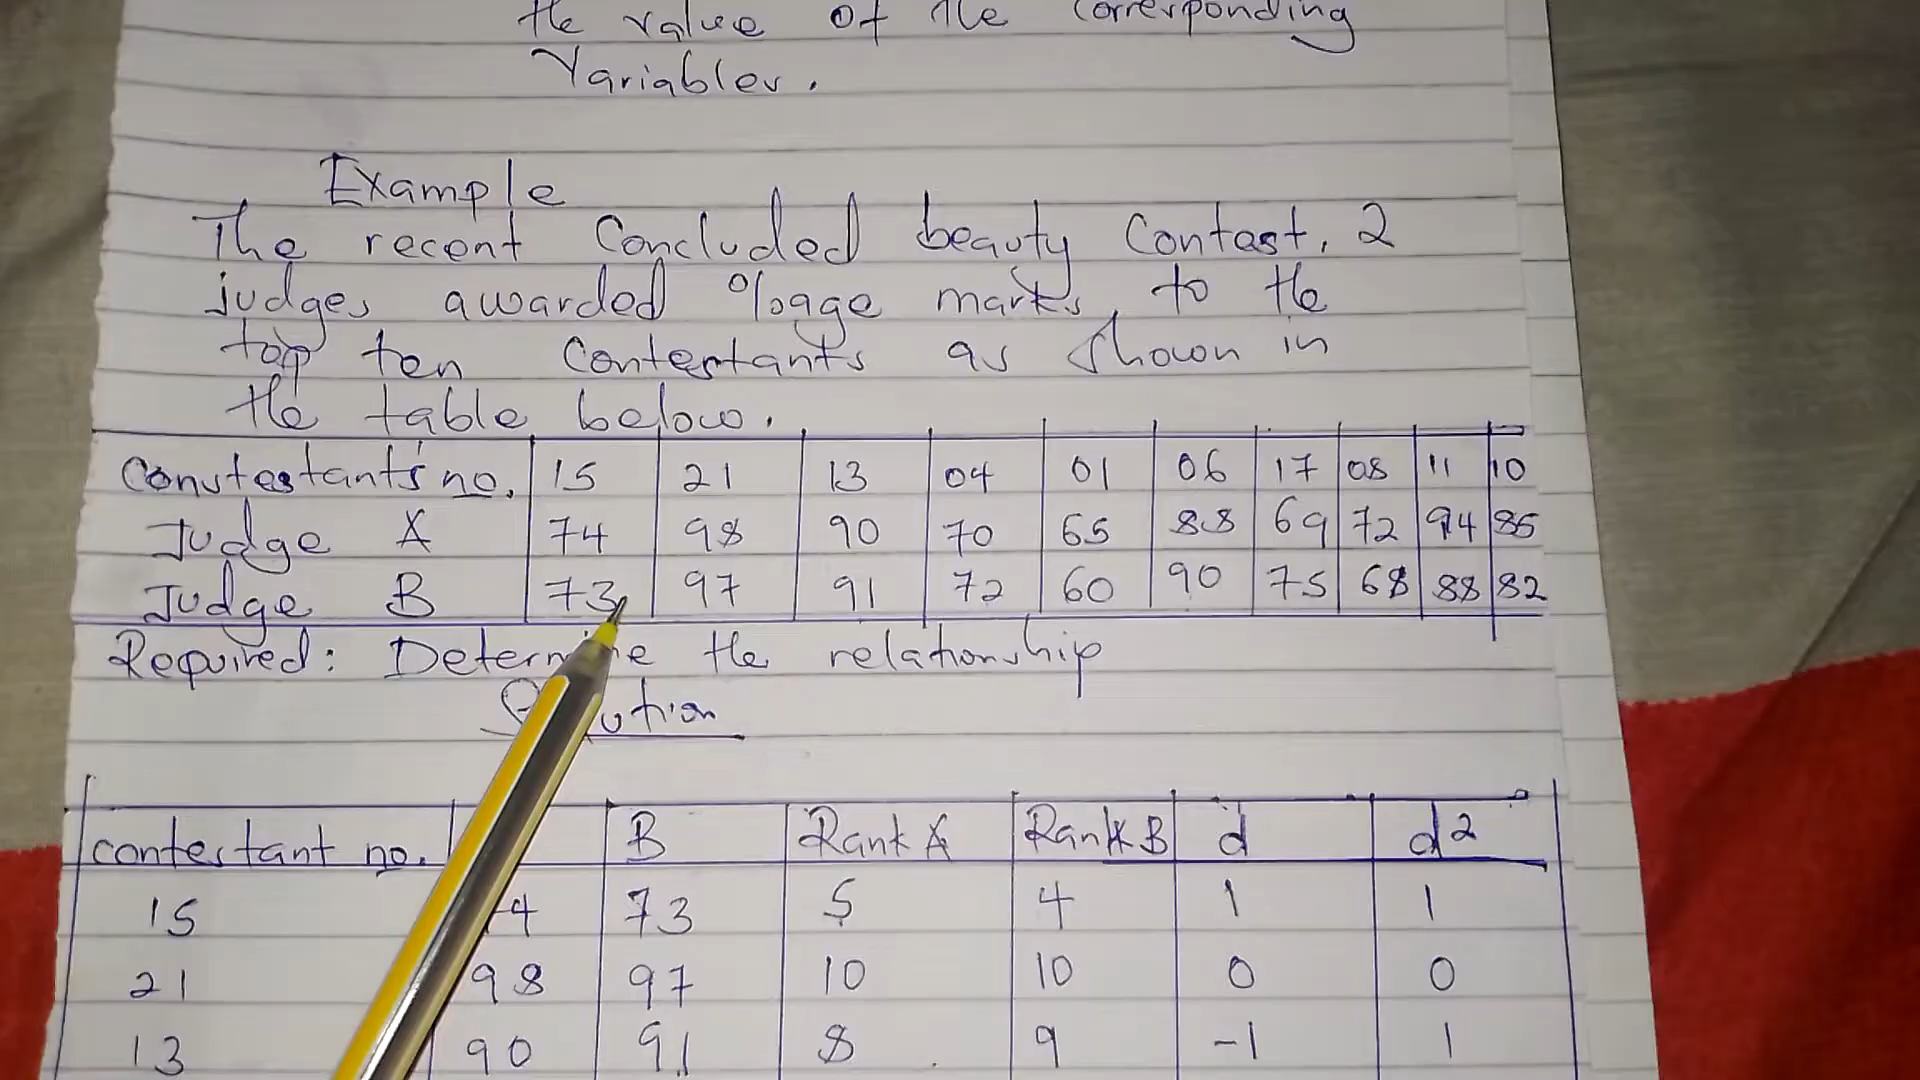 the value of the corresponding
Variables.
Example
The recent Concluded beauty Contest, 2
judges awarded %age marks to the
top ten Contestants as shown in
the table below.
Conutestants no. 15 21 13 04 01 06 17 08 11 10
Judge A 74 98 90 70 65 88 69 72 94 85
Judge B 73 97 91 72 60 90 75 68 88 82
Required: Determine the relationship
Solution
contestant no. B Rank A Rank B d d²
15 74 73 5 4 1 1
21 98 97 10 10 0 0
13 90 91 8 9 -1 1